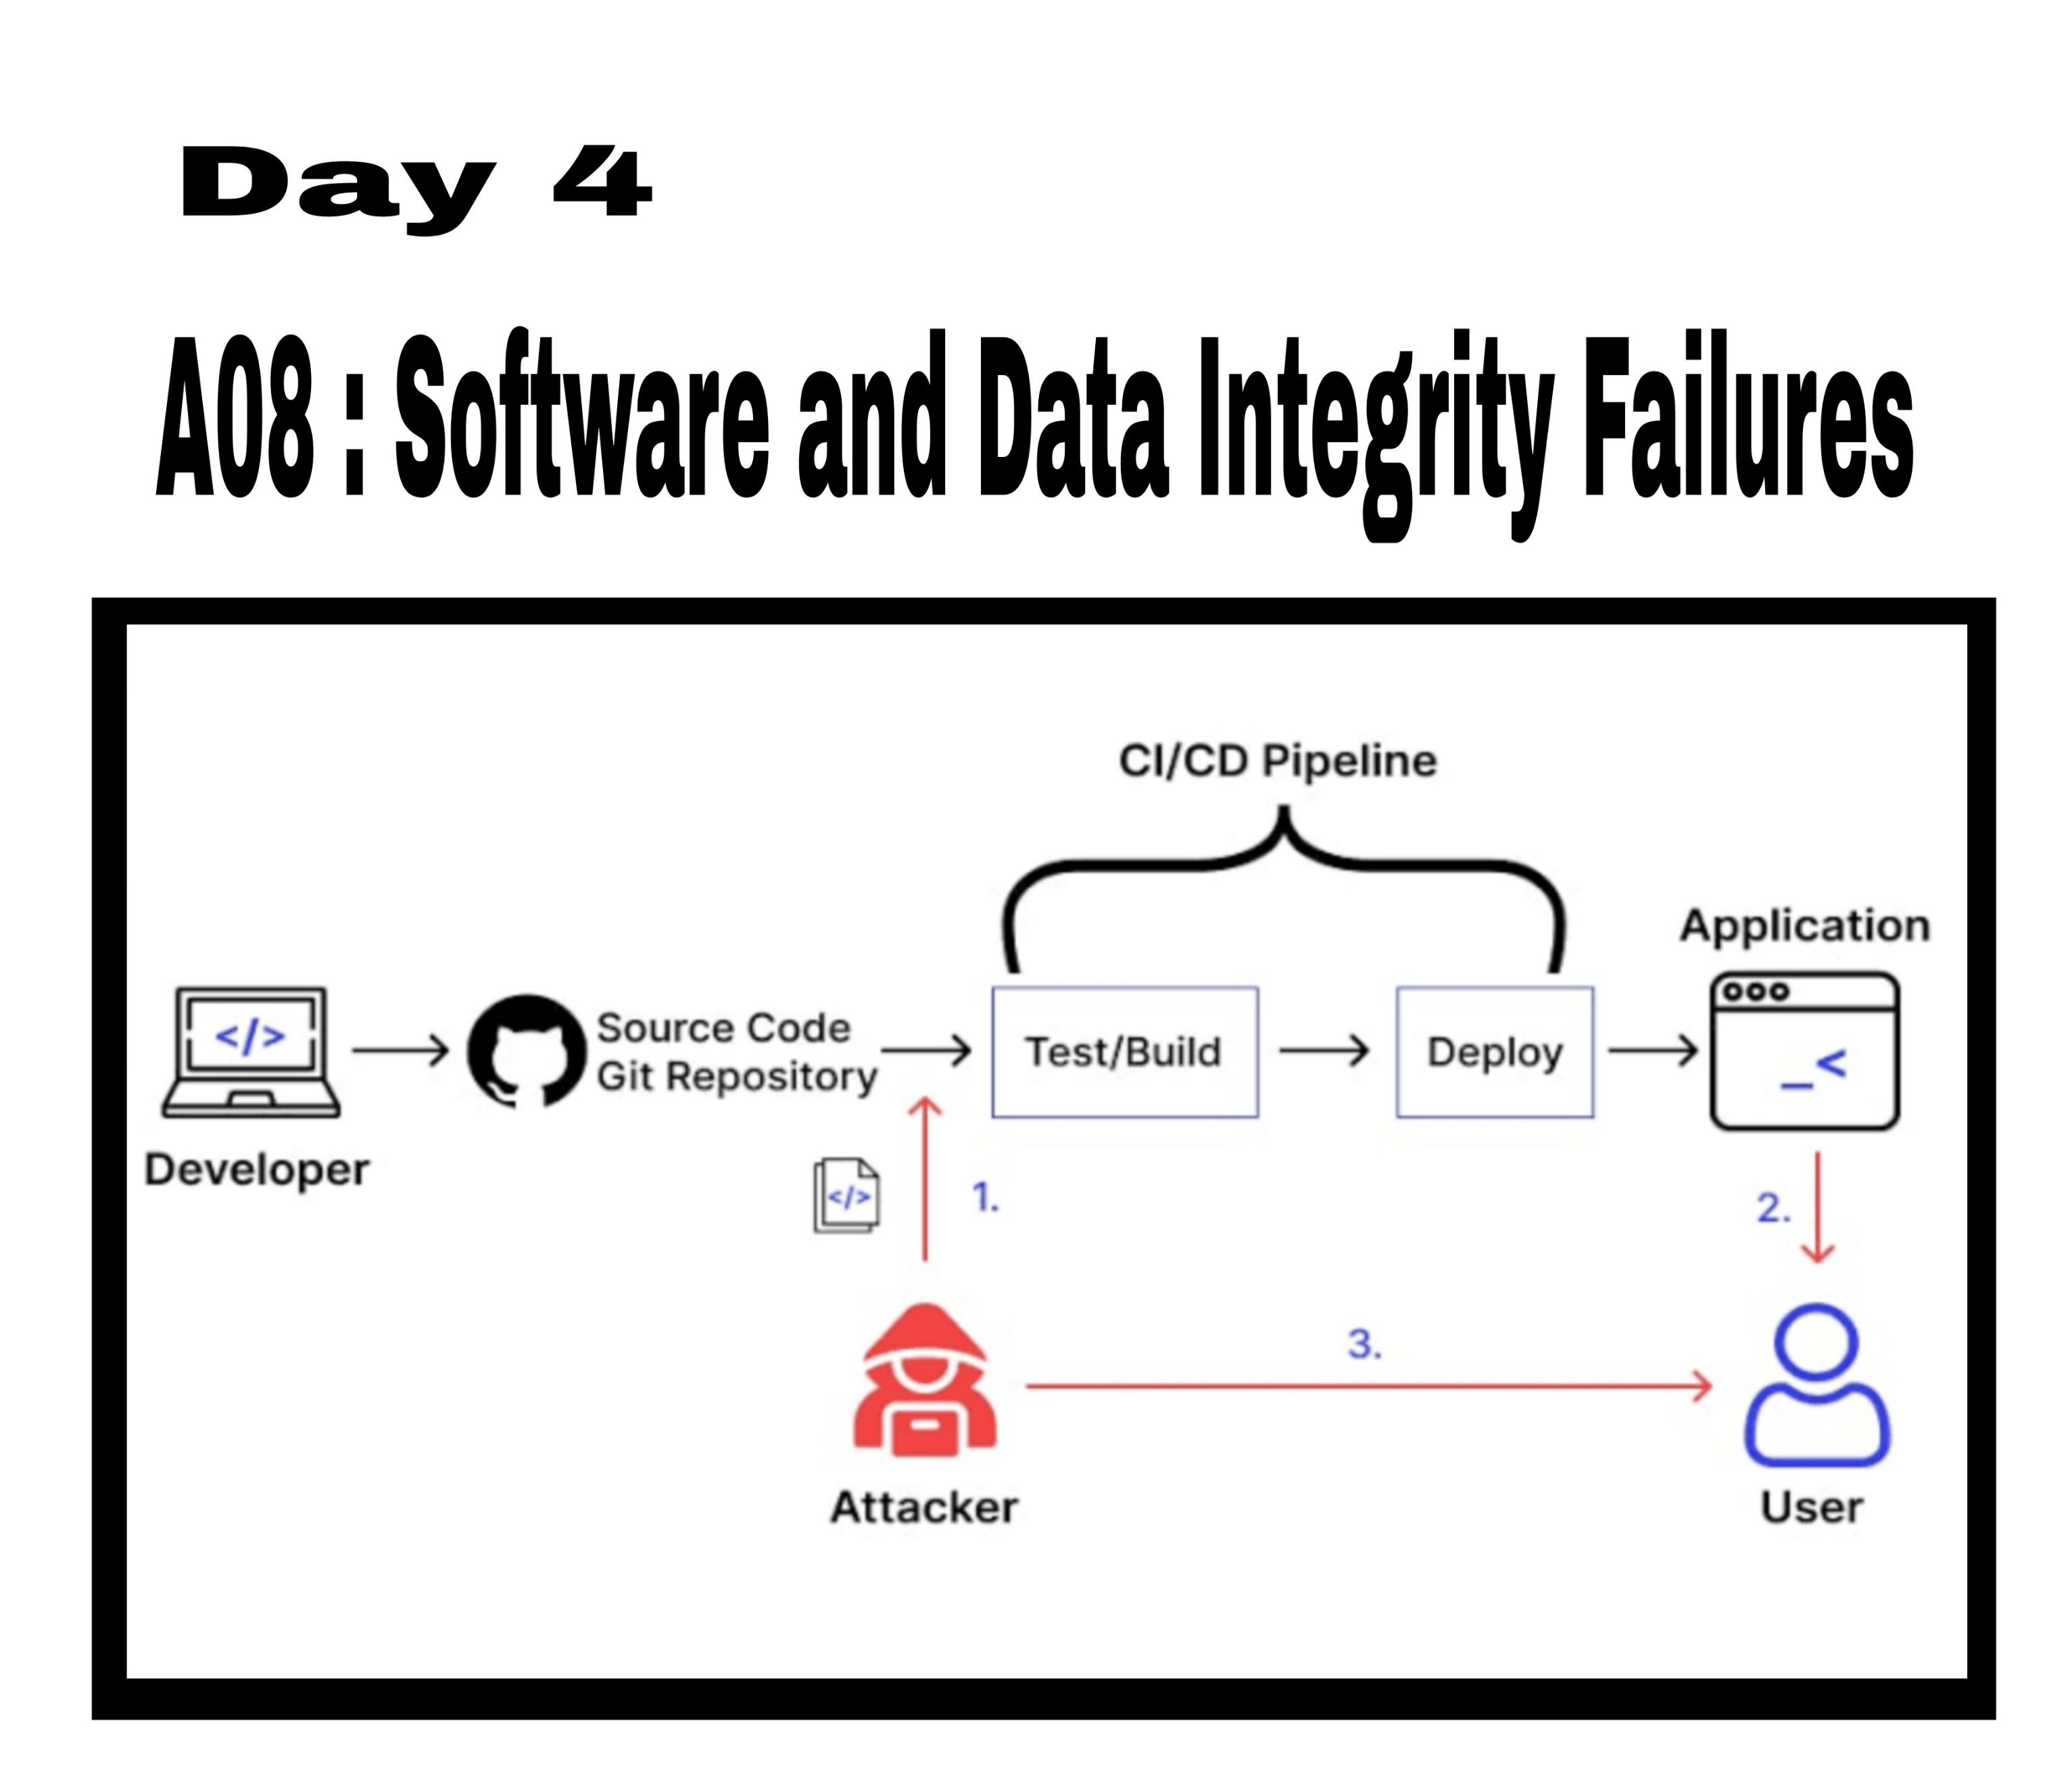 Day 4
A08 : Software and Data Integrity Failures
CI/CD Pipeline
Application
</>
Source Code
Git Repository
Test/Build
Deploy
_<
Developer
</>
1.
2.
3.
Attacker
User